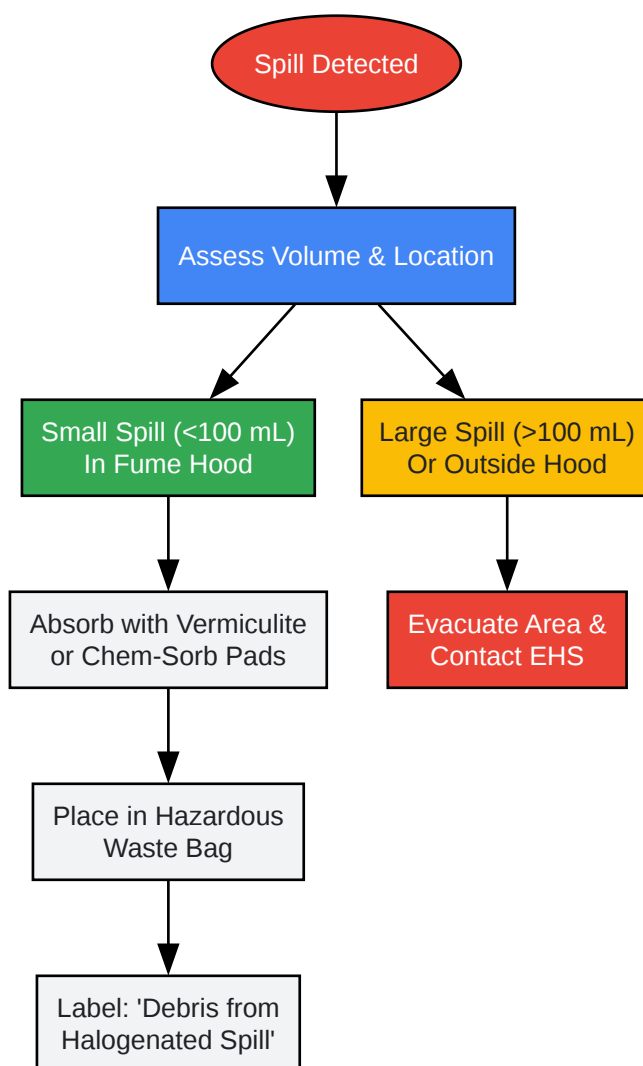 Spill Detected
Assess Volume & Location
Small Spill (<100 mL)
In Fume Hood
Large Spill (>100 mL)
Or Outside Hood
Absorb with Vermiculite
or Chem-Sorb Pads
Evacuate Area &
Contact EHS
Place in Hazardous
Waste Bag
Label: 'Debris from
Halogenated Spill'